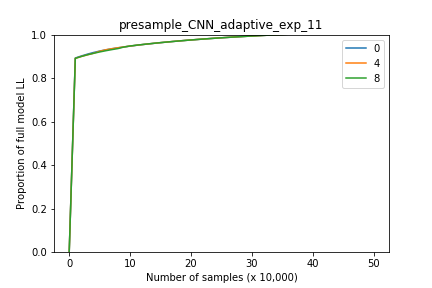 presample_CNN_adaptive_exp_11
1.0
0.8
0.6
0.4
0.2
0.0
Proportion of full model LL
0
4
8
0 10 20 30 40 50
Number of samples (x 10,000)